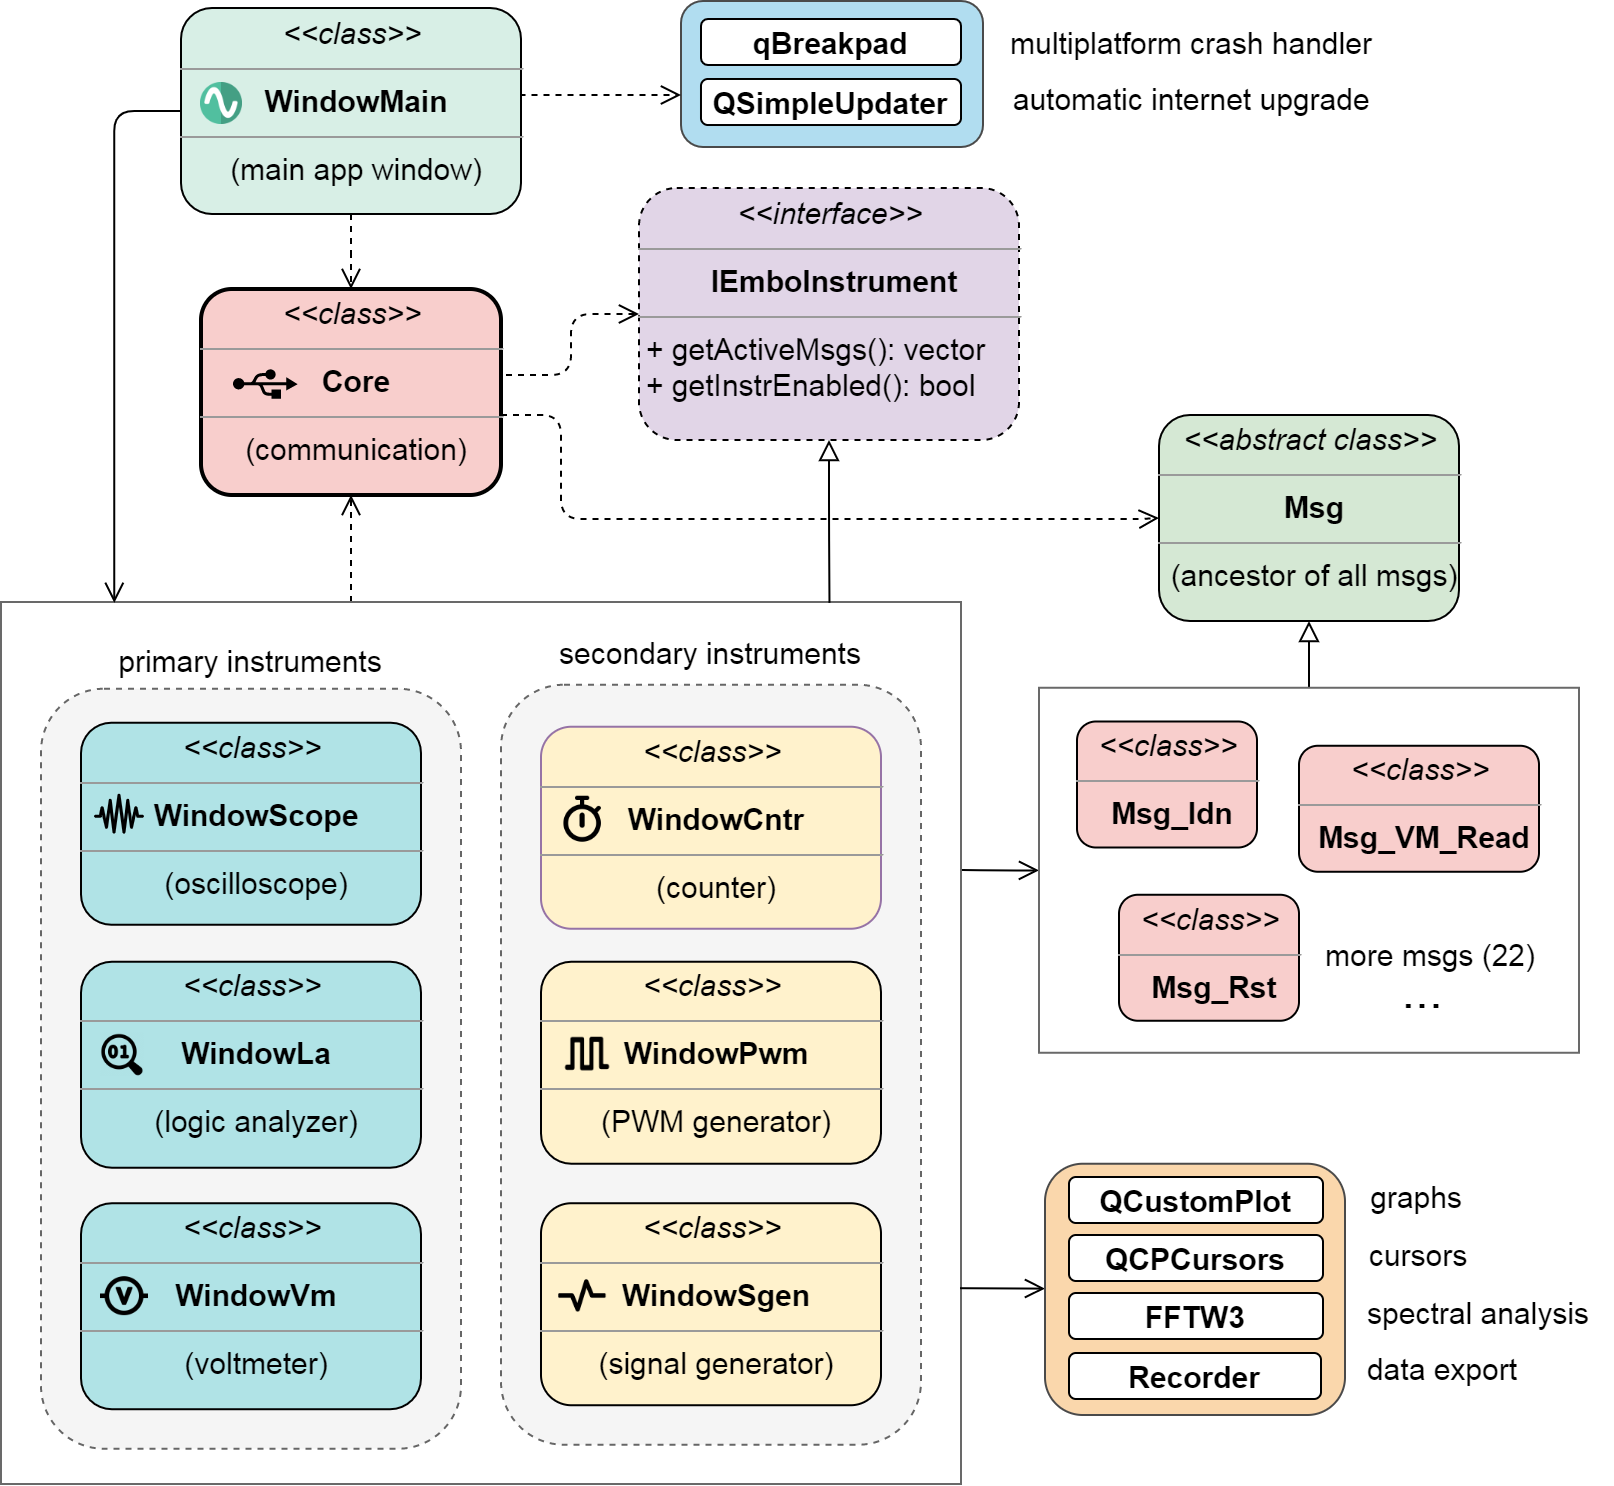 <<class>>
WindowMain
(main app window)
qBreakpad
multiplatform crash handler
QSimpleUpdater
automatic internet upgrade
<<interface>>
IEmboInstrument
+ getActiveMsgs(): vector
+ getInstrEnabled(): bool
<<class>>
Core
(communication)
<<abstract class>>
Msg
(ancestor of all msgs)
primary instruments
<<class>>
WindowScope
(oscilloscope)
<<class>>
01
WindowLa
(logic analyzer)
<<class>>
V
WindowVm
(voltmeter)
secondary instruments
<<class>>
WindowCntr
(counter)
<<class>>
WindowPwm
(PWM generator)
<<class>>
WindowSgen
(signal generator)
<<class>>
Msg_Idn
<<class>>
Msg_VM_Read
<<class>>
Msg_Rst
more msgs (22)
...
QCustomPlot
graphs
QCPCursors
cursors
FFTW3
spectral analysis
Recorder
data export